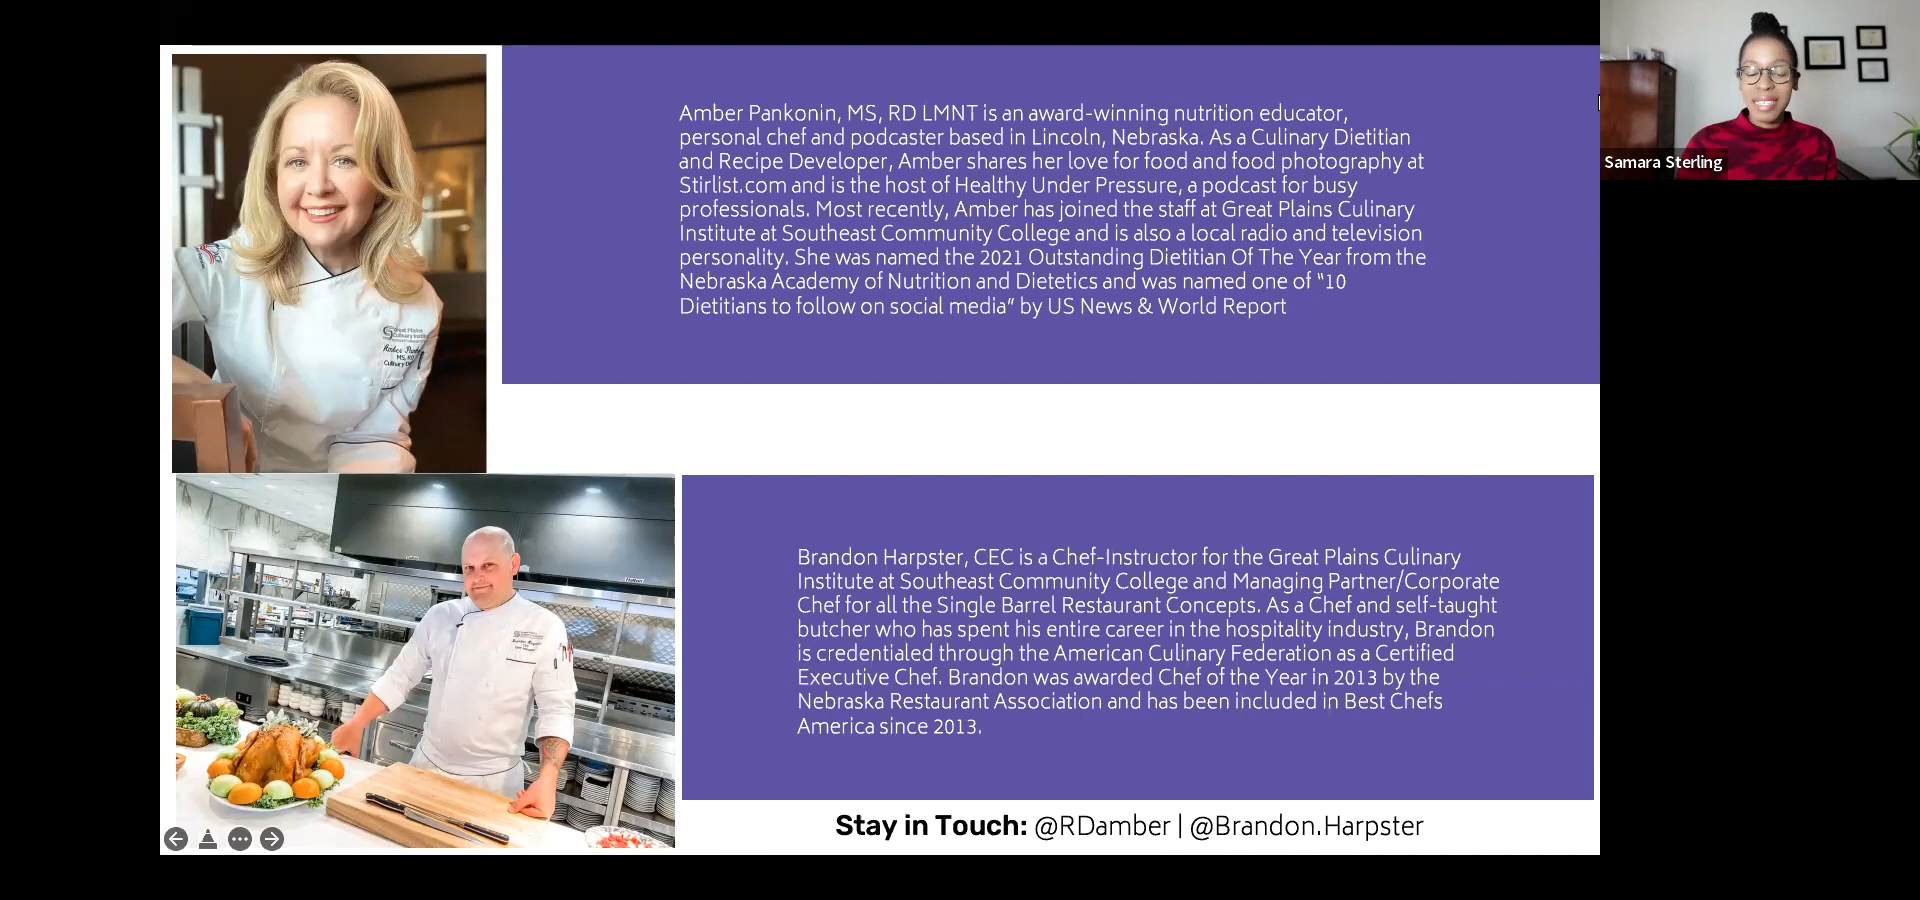 Amber Pankonin, MS, RD LMNT is an award-winning nutrition educator,
personal chef and podcaster based in Lincoln, Nebraska. As a Culinary Dietitian
and Recipe Developer, Amber shares her love for food and food photography at
Stirlist.com and is the host of Healthy Under Pressure, a podcast for busy
professionals. Most recently, Amber has joined the staff at Great Plains Culinary
Institute at Southeast Community College and is also a local radio and television
personality. She was named the 2021 Outstanding Dietitian Of The Year from the
Nebraska Academy of Nutrition and Dietetics and was named one of “10
Dietitians to follow on social media” by US News & World Report
Samara Sterling
Great Plains
MS, RD
Brandon Harpster, CEC is a Chef-Instructor for the Great Plains Culinary
Institute at Southeast Community College and Managing Partner/Corporate
Chef for all the Single Barrel Restaurant Concepts. As a Chef and self-taught
butcher who has spent his entire career in the hospitality industry, Brandon
is credentialed through the American Culinary Federation as a Certified
Executive Chef. Brandon was awarded Chef of the Year in 2013 by the
Nebraska Restaurant Association and has been included in Best Chefs
America since 2013.
Stay in Touch: @RDamber | @Brandon.Harpster